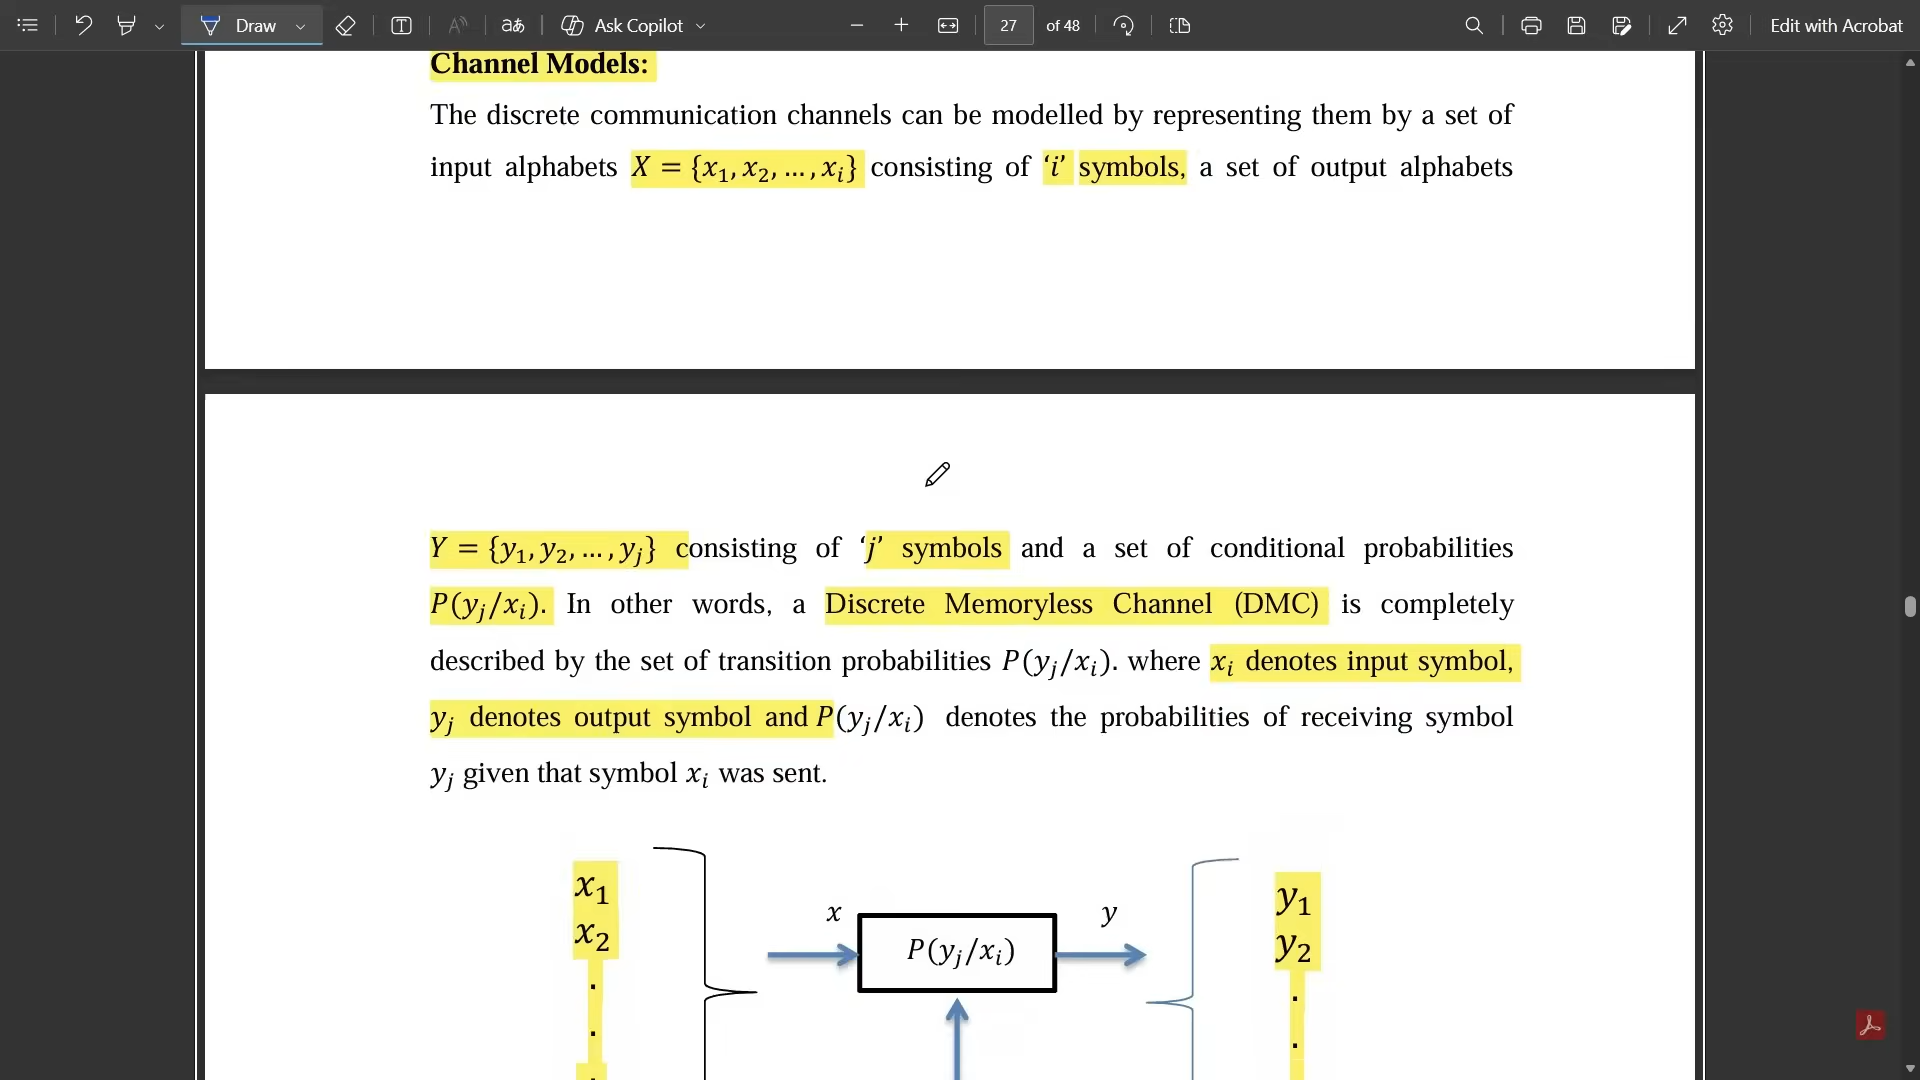 Draw
aあ
Ask Copilot
27 of 48
Edit with Acrobat
Channel Models:
The discrete communication channels can be modelled by representing them by a set of
input alphabets X = {x₁, x₂, …, xᵢ} consisting of ‘i’ symbols, a set of output alphabets
Y = {y₁, y₂, …, yⱼ} consisting of ‘j’ symbols and a set of conditional probabilities
P(yⱼ/xᵢ). In other words, a Discrete Memoryless Channel (DMC) is completely
described by the set of transition probabilities P(yⱼ/xᵢ). where xᵢ denotes input symbol,
yⱼ denotes output symbol and P(yⱼ/xᵢ) denotes the probabilities of receiving symbol
yⱼ given that symbol xᵢ was sent.
x₁
x₂
.
.
.
x
P(yⱼ/xᵢ)
y
y₁
y₂
.
.